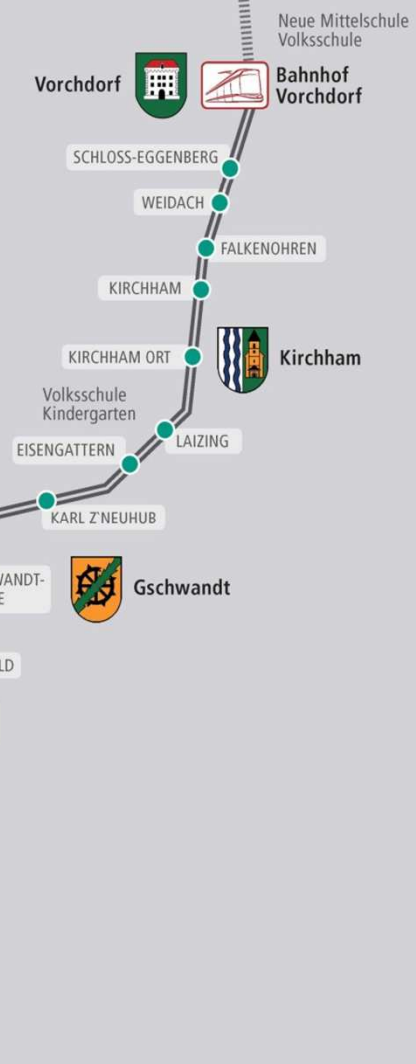 Neue Mittelschule
Volksschule
Vorchdorf
Bahnhof
Vorchdorf
SCHLOSS-EGGENBERG
WEIDACH
FALKENOHREN
KIRCHHAM
KIRCHHAM ORT
Kirchham
Volksschule
Kindergarten
LAIZING
EISENGATTERN
KARL Z`NEUHUB
Gschwandt